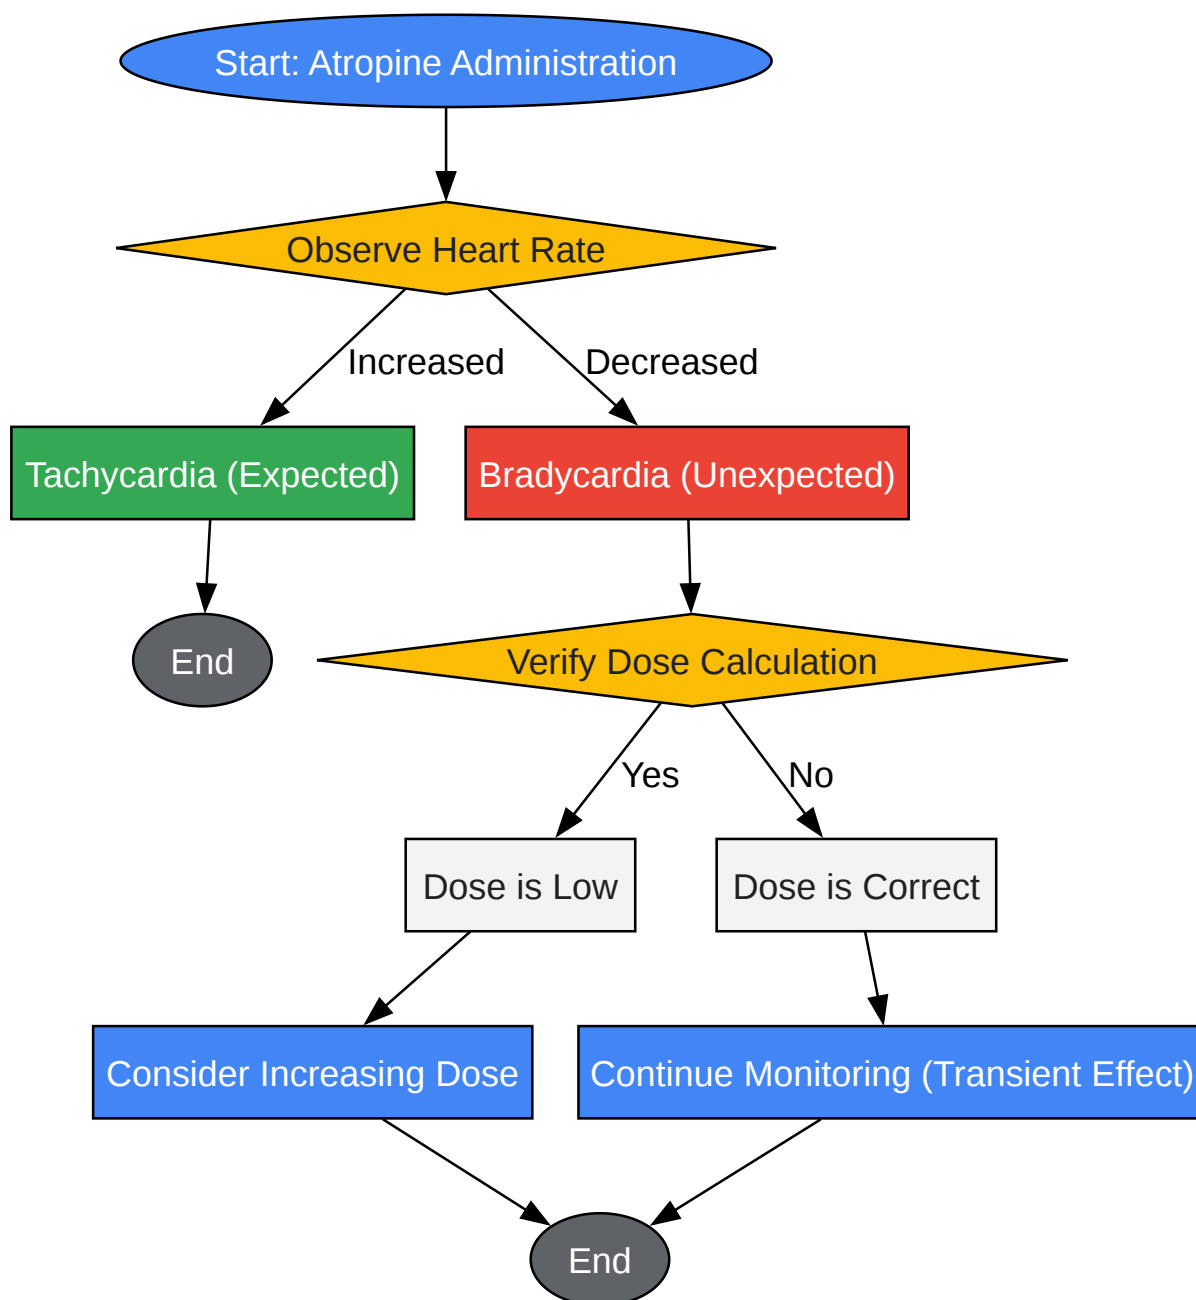 Start: Atropine Administration
Observe Heart Rate
Increased
Decreased
Tachycardia (Expected)
Bradycardia (Unexpected)
End
Verify Dose Calculation
Yes
No
Dose is Low
Dose is Correct
Consider Increasing Dose
Continue Monitoring (Transient Effect)
End